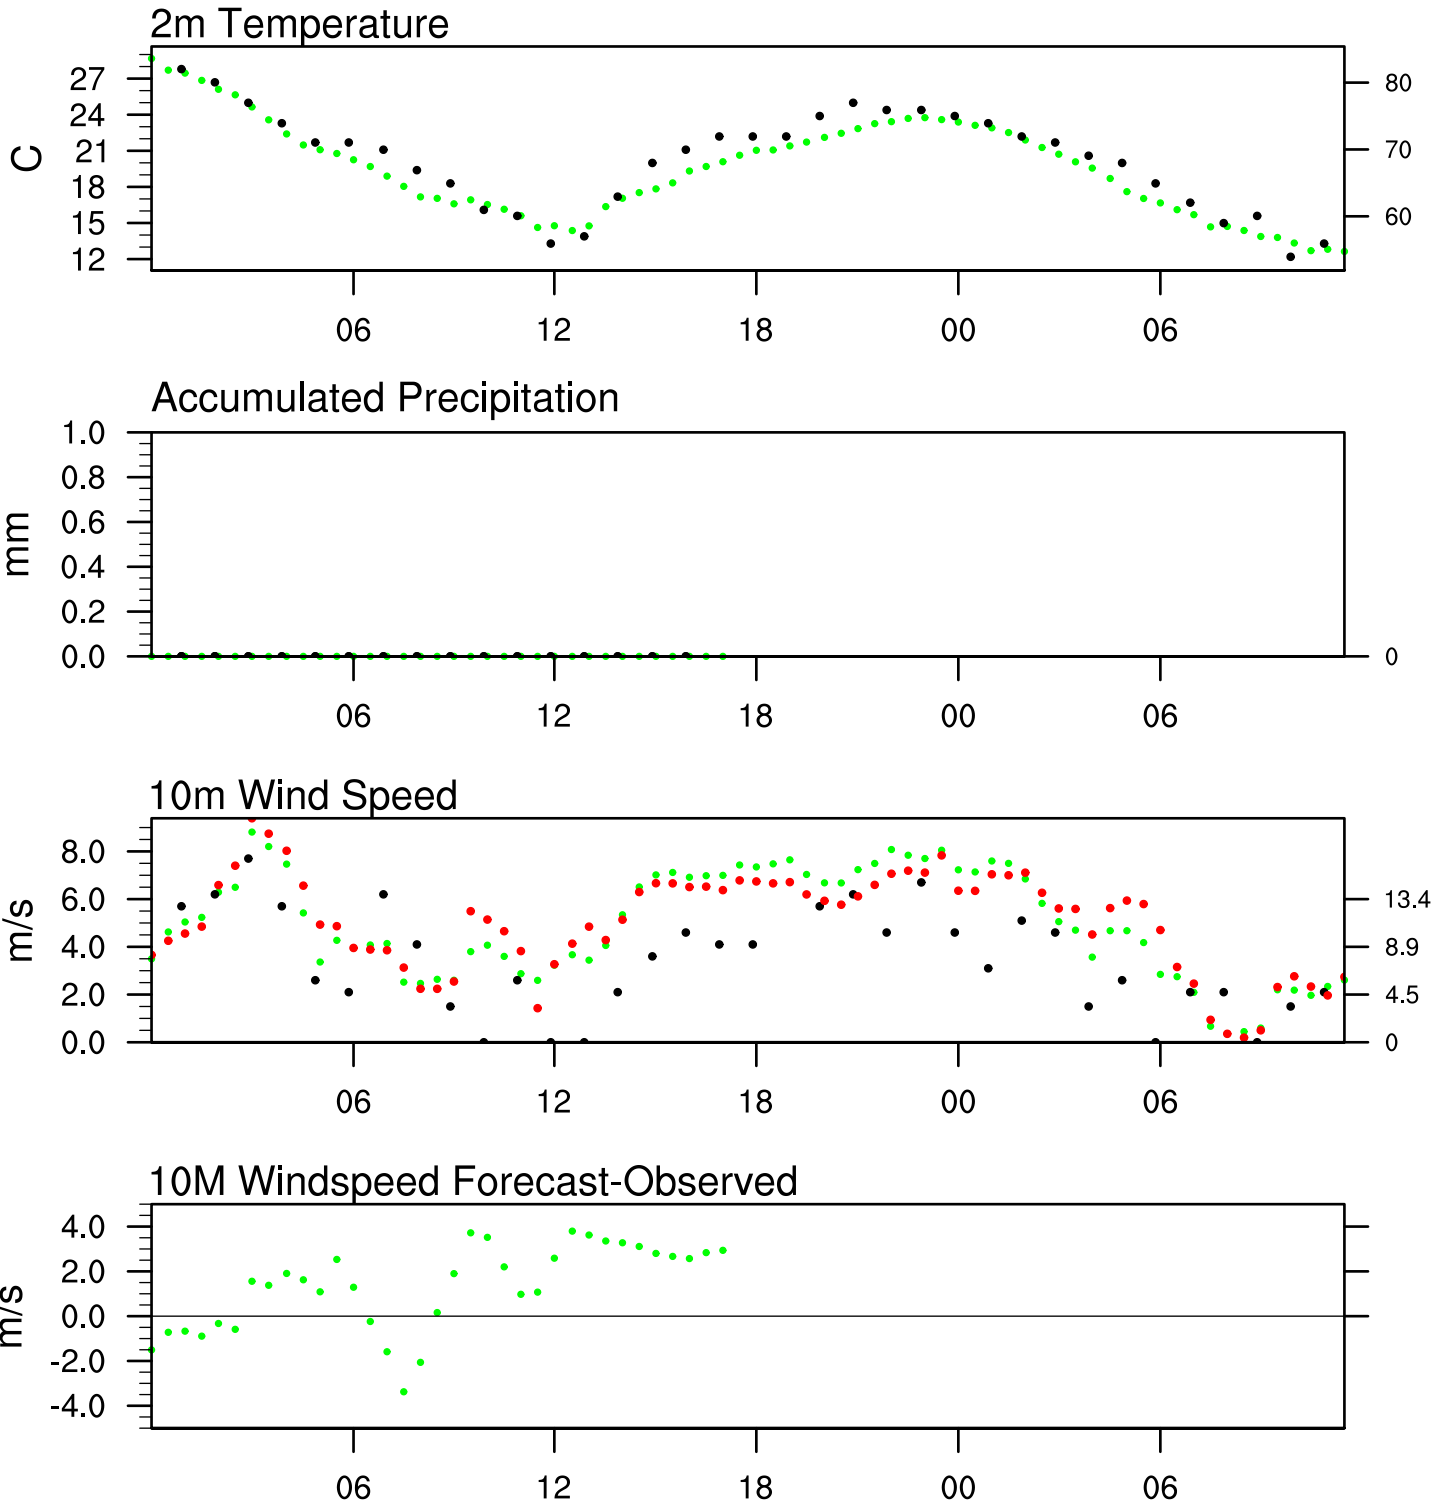 2m Temperature
C
27
24
21
18
15
12
80
70
60
06 12 18 00 06
Accumulated Precipitation
mm
1.0
0.8
0.6
0.4
0.2
0.0
0
06 12 18 00 06
10m Wind Speed
m/s
8.0
6.0
4.0
2.0
0.0
13.4
8.9
4.5
0
06 12 18 00 06
10M Windspeed Forecast-Observed
m/s
4.0
2.0
0.0
-2.0
-4.0
06 12 18 00 06